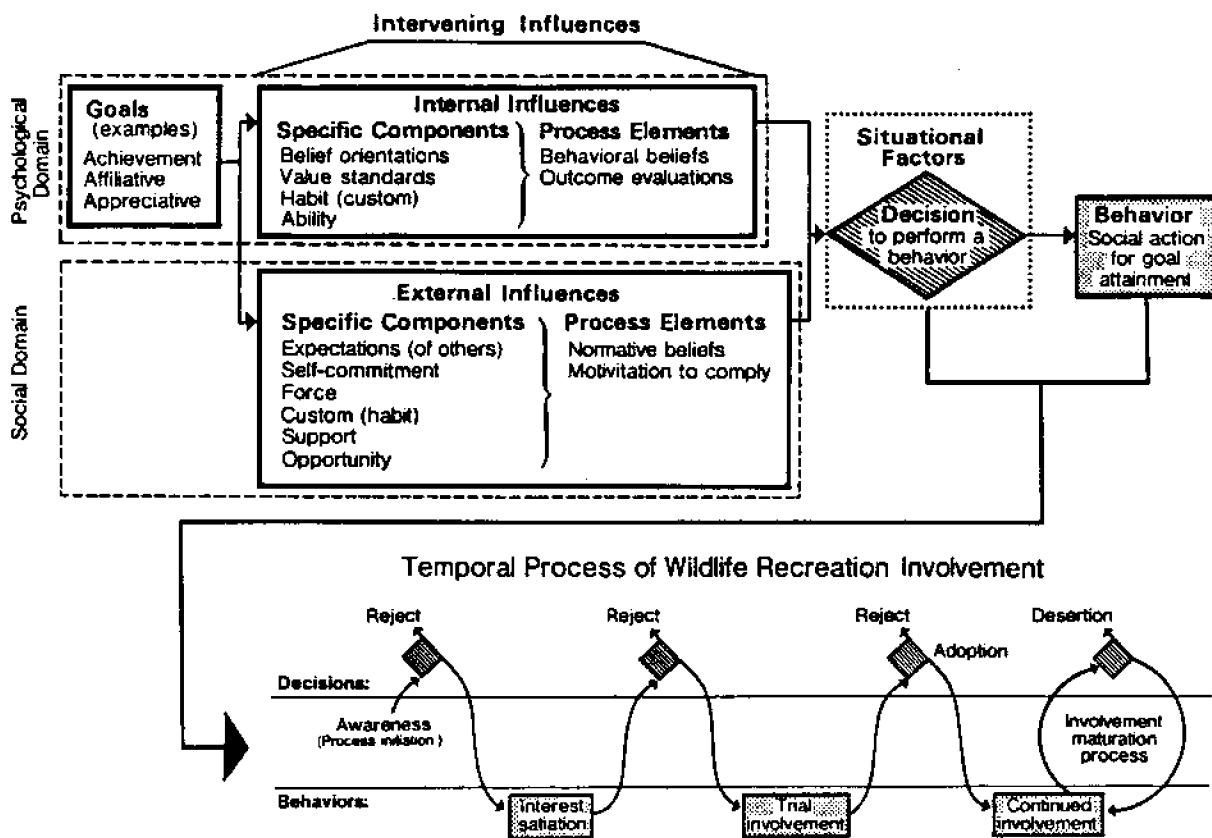 Intervening Influences
Psychological
Domain
Goals
(examples)
Achievement
Affiliative
Appreciative
Internal Influences
Specific Components
Belief orientations
Value standards
Habit (custom)
Ability
Process Elements
Behavioral beliefs
Outcome evaluations
Situational
Factors
Decision
to perform a
behavior
Behavior
Social action
for goal
attainment
Social Domain
External Influences
Specific Components
Expectations (of others)
Self-commitment
Force
Custom (habit)
Support
Opportunity
Process Elements
Normative beliefs
Motivitation to comply
Temporal Process of Wildlife Recreation Involvement
Reject
Reject
Reject
Desertion
Adoption
Decisions:
Awareness
(Process initiation)
Involvement
maturation
process
Behaviors:
Interest
satiation
Trial
involvement
Continued
involvement